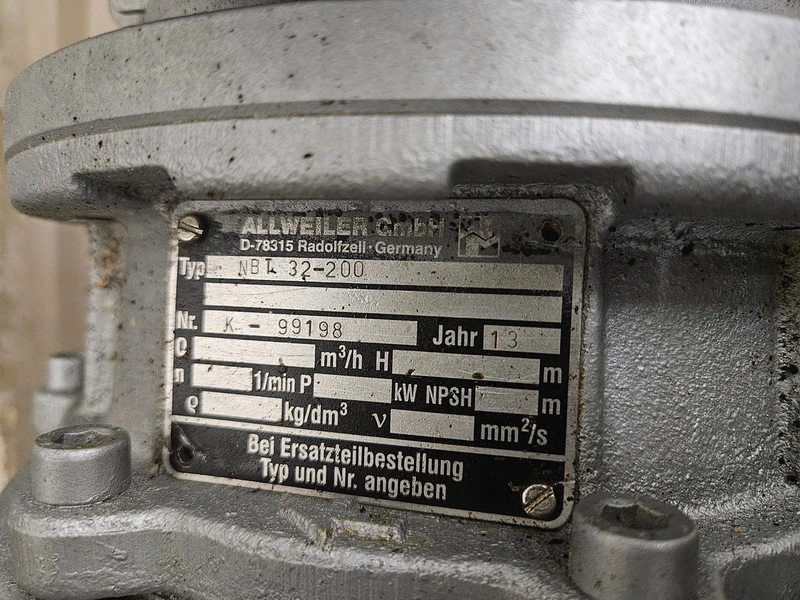 ALLWEILER GmbH
D-78315 Radolfzell · Germany
Typ NBT 32-200
Nr. K - 99198 Jahr 13
Q m³/h H m
n 1/min P kW NPSH m
ϱ kg/dm³ ν mm²/s
Bei Ersatzteilbestellung
Typ und Nr. angeben